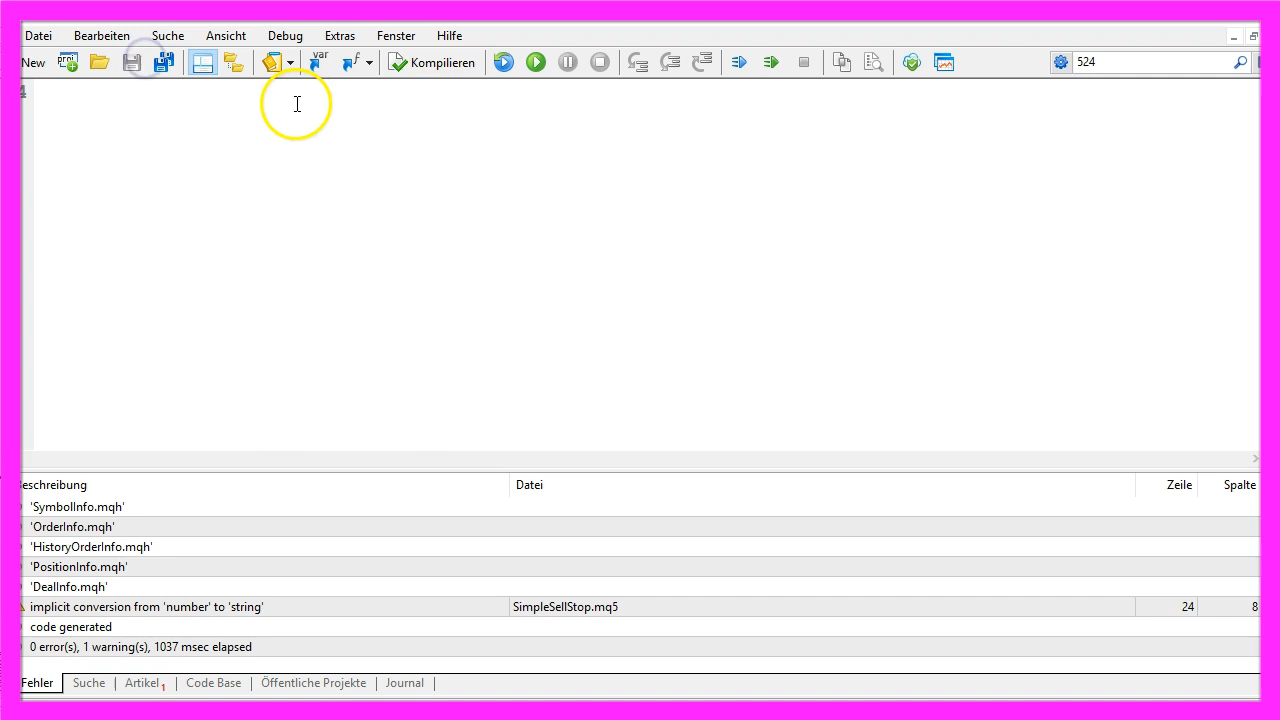 Datei Bearbeiten Suche Ansicht Debug Extras Fenster Hilfe
New Kompilieren 524
4
Beschreibung Datei Zeile Spalte
'SymbolInfo.mqh'
'OrderInfo.mqh'
'HistoryOrderInfo.mqh'
'PositionInfo.mqh'
'DealInfo.mqh'
implicit conversion from 'number' to 'string' SimpleSellStop.mq5 24 8
code generated
0 error(s), 1 warning(s), 1037 msec elapsed
Fehler Suche Artikel 1 Code Base Öffentliche Projekte Journal